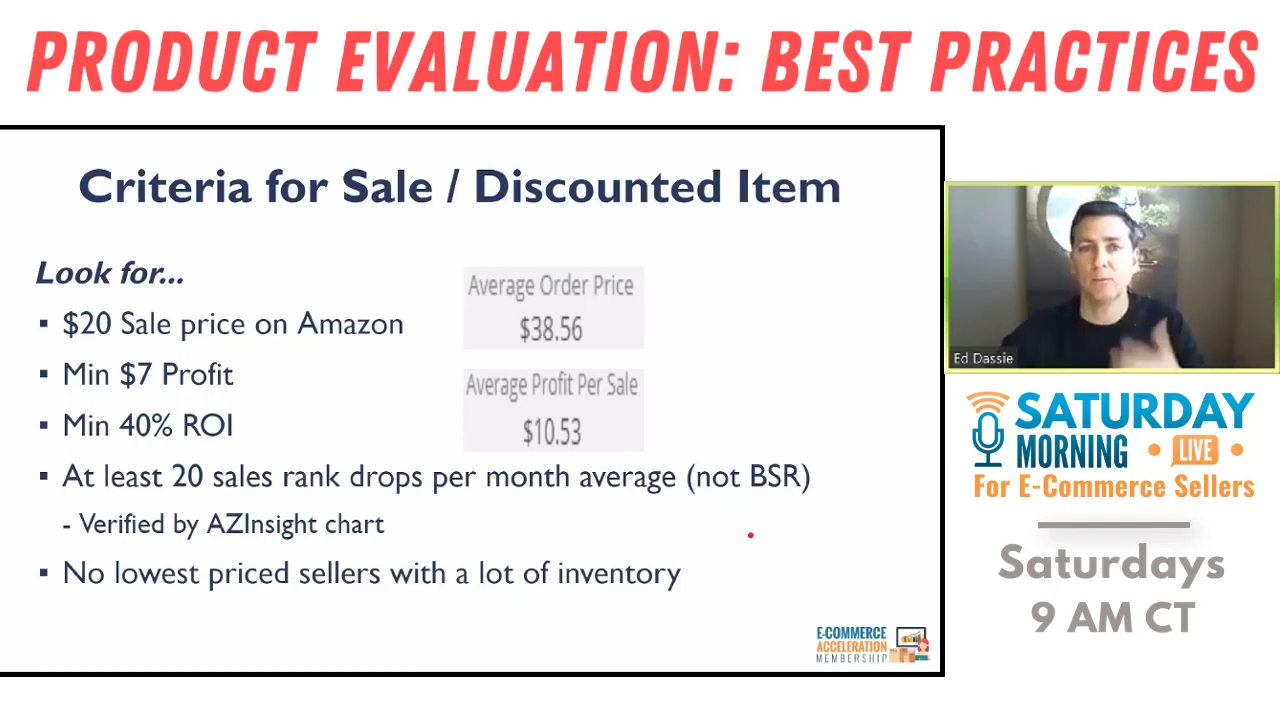 PRODUCT EVALUATION: BEST PRACTICES
Criteria for Sale / Discounted Item
Look for...
▪ $20 Sale price on Amazon
▪ Min $7 Profit
▪ Min 40% ROI
▪ At least 20 sales rank drops per month average (not BSR)
- Verified by AZInsight chart
▪ No lowest priced sellers with a lot of inventory
Average Order Price
$38.56
Average Profit Per Sale
$10.53
E-COMMERCE
ACCELERATION
MEMBERSHIP
Ed Dassie
SATURDAY
MORNING • LIVE •
For E-Commerce Sellers
Saturdays
9 AM CT